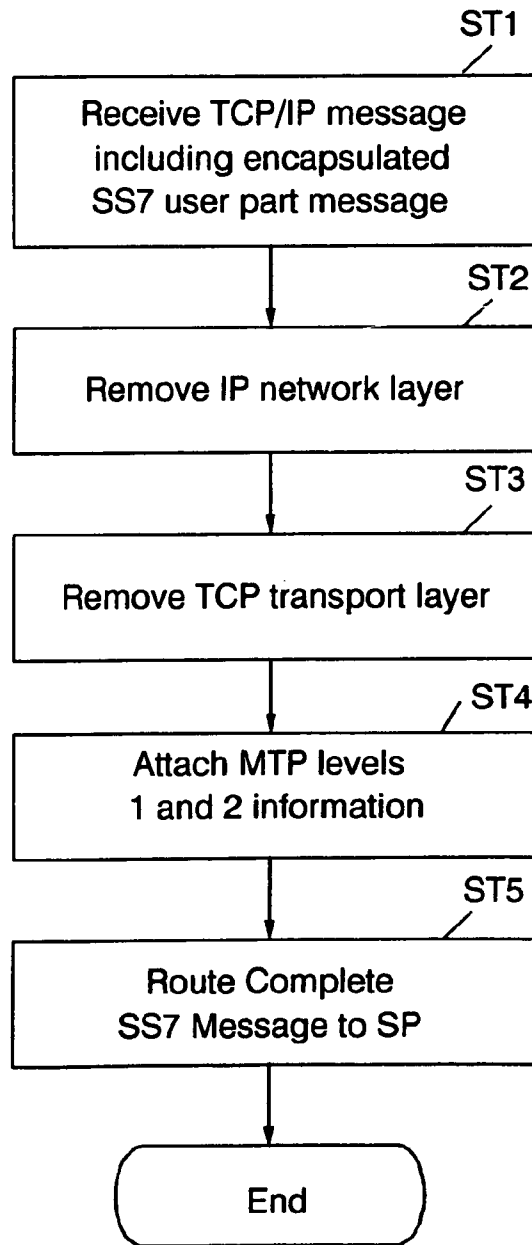 ST1
Receive TCP/IP message
including encapsulated
SS7 user part message
ST2
Remove IP network layer
ST3
Remove TCP transport layer
ST4
Attach MTP levels
1 and 2 information
ST5
Route Complete
SS7 Message to SP
End